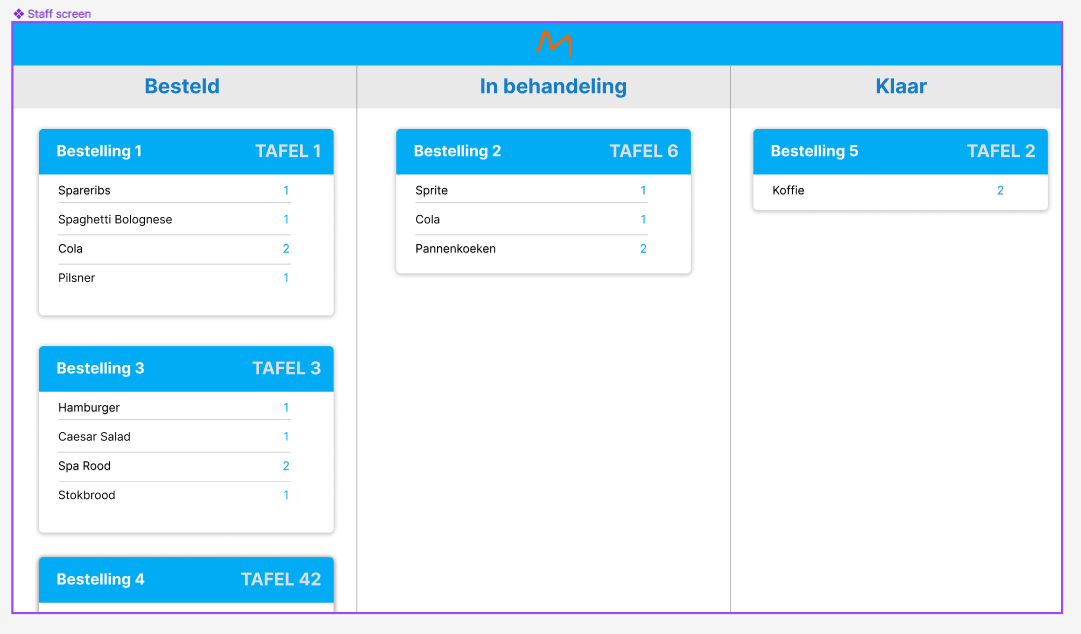 Staff screen
Besteld
In behandeling
Klaar
Bestelling 1 TAFEL 1
Spareribs 1
Spaghetti Bolognese 1
Cola 2
Pilsner 1
Bestelling 3 TAFEL 3
Hamburger 1
Caesar Salad 1
Spa Rood 2
Stokbrood 1
Bestelling 4 TAFEL 42
Bestelling 2 TAFEL 6
Sprite 1
Cola 1
Pannenkoeken 2
Bestelling 5 TAFEL 2
Koffie 2